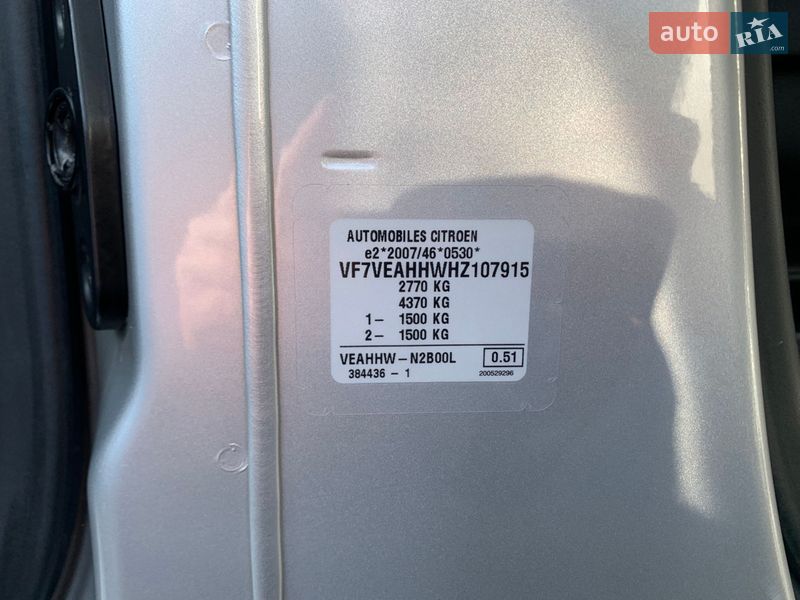 auto RIA
AUTOMOBILES CITROEN
e2*2007/46*0530*
VF7VEAHHWHZ107915
2770 KG
4370 KG
1– 1500 KG
2– 1500 KG
VEAHHW–N2B00L 0.51
384436 – 1 200529296